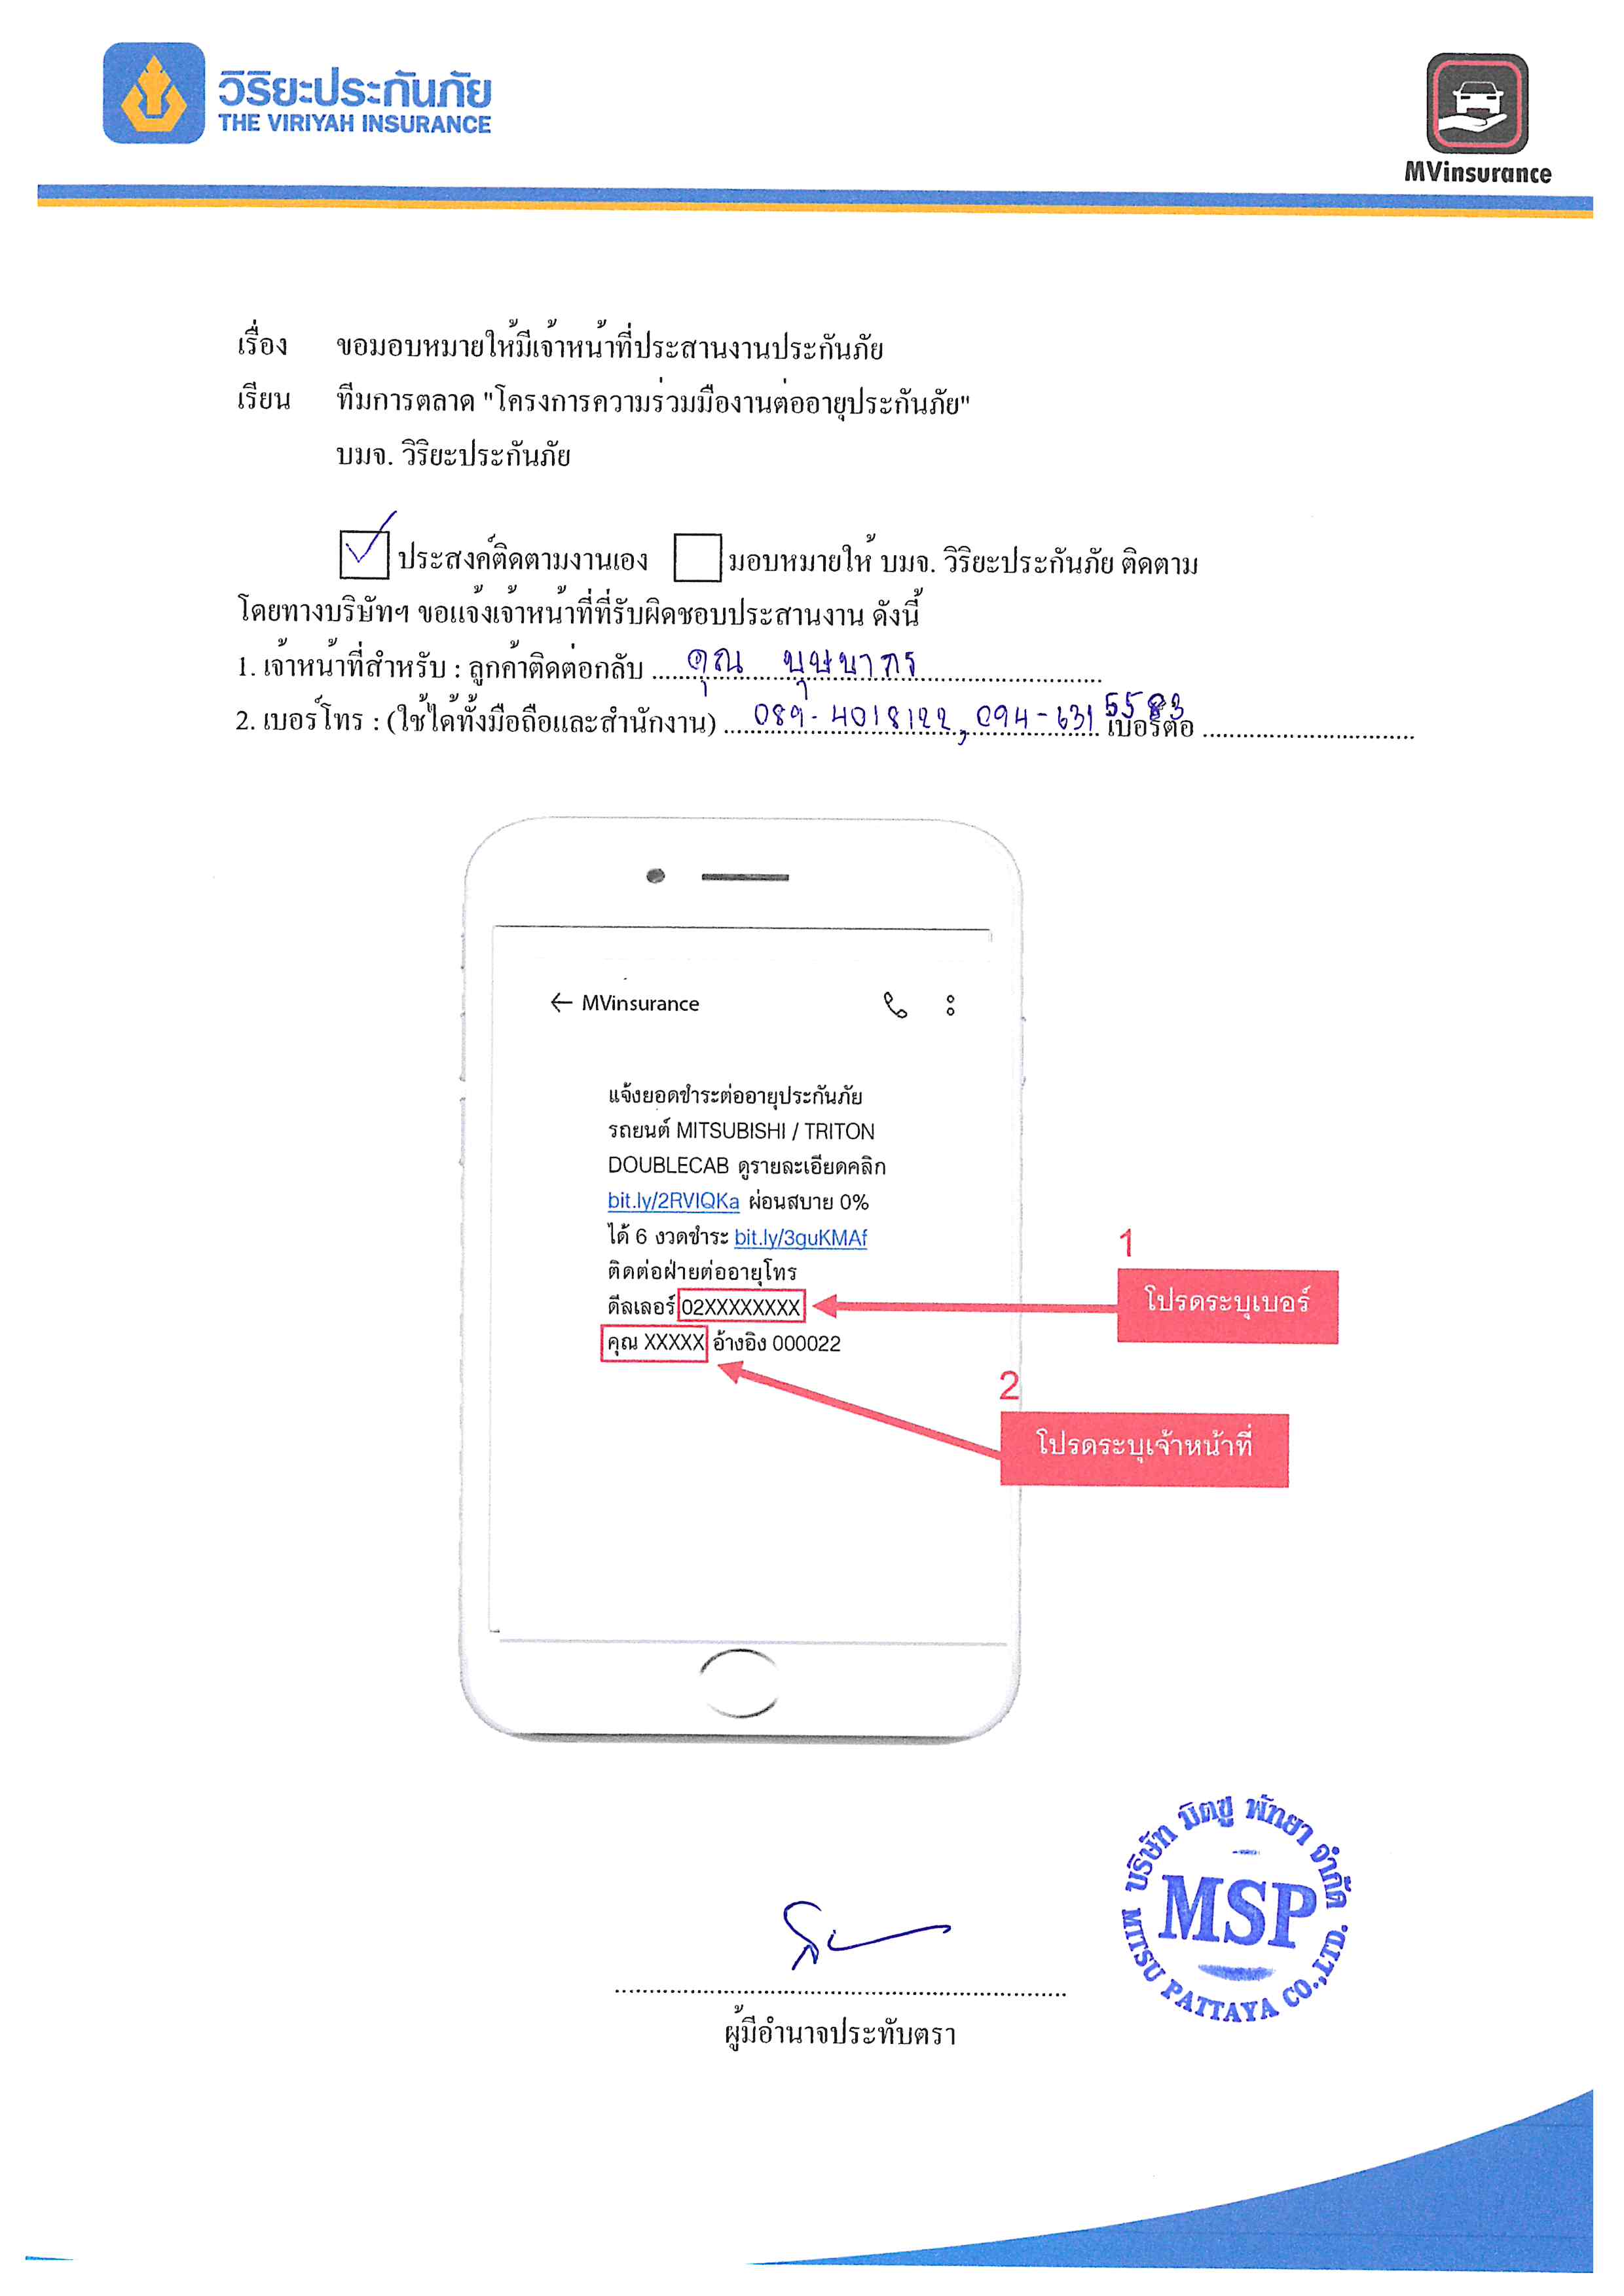 วิริยะประกันภัย
THE VIRIYAH INSURANCE
MVinsurance
เรื่อง ขอมอบหมายให้มีเจ้าหน้าที่ประสานงานประกันภัย
เรียน ทีมการตลาด "โครงการความร่วมมืองานต่ออายุประกันภัย"
บมจ. วิริยะประกันภัย
ประสงค์ติดตามงานเอง มอบหมายให้ บมจ. วิริยะประกันภัย ติดตาม
โดยทางบริษัทฯ ขอแจ้งเจ้าหน้าที่ที่รับผิดชอบประสานงาน ดังนี้
1. เจ้าหน้าที่สำหรับ : ลูกค้าติดต่อกลับ คุณ บุษบากร
2. เบอร์โทร : (ใช้ได้ทั้งมือถือและสำนักงาน) 089-4018122, 094-6315583 เบอร์ต่อ
← MVinsurance
แจ้งยอดชำระต่ออายุประกันภัย
รถยนต์ MITSUBISHI / TRITON
DOUBLECAB ดูรายละเอียดคลิก
bit.ly/2RVIQKa ผ่อนสบาย 0%
ได้ 6 งวดชำระ bit.ly/3guKMAf
ติดต่อฝ่ายต่ออายุโทร
ดีลเลอร์ 02XXXXXXXX
คุณ XXXXX อ้างอิง 000022
1
โปรดระบุเบอร์
2
โปรดระบุเจ้าหน้าที่
บริษัท มิตซู พัทยา จำกัด
MSP
MITSU PATTAYA CO.,LTD.
ผู้มีอำนาจประทับตรา